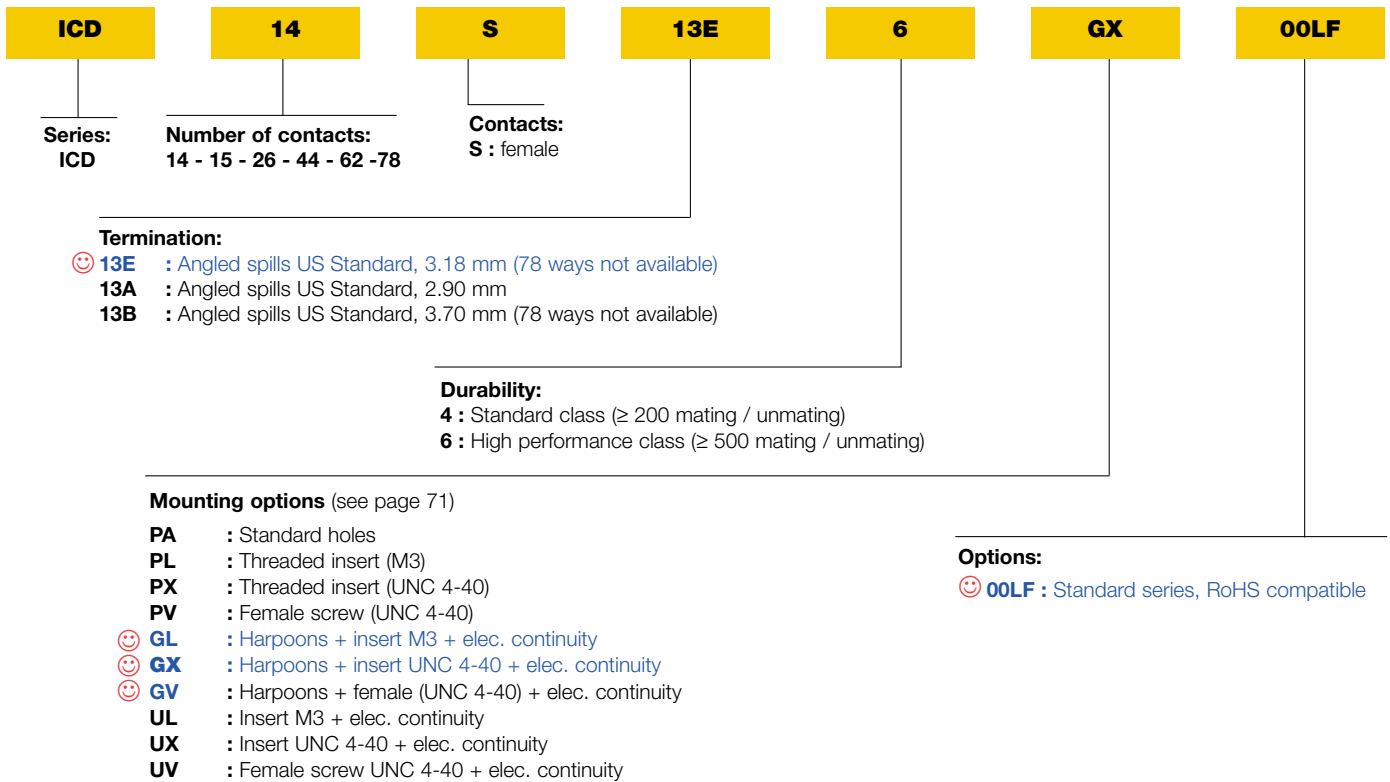 ICD 14 S 13E 6 GX 00LF
Series:
ICD
Number of contacts:
14 - 15 - 26 - 44 - 62 -78
Contacts:
S : female
Termination:
13E : Angled spills US Standard, 3.18 mm (78 ways not available)
13A : Angled spills US Standard, 2.90 mm
13B : Angled spills US Standard, 3.70 mm (78 ways not available)
Durability:
4 : Standard class (≥ 200 mating / unmating)
6 : High performance class (≥ 500 mating / unmating)
Mounting options (see page 71)
PA : Standard holes
PL : Threaded insert (M3)
PX : Threaded insert (UNC 4-40)
PV : Female screw (UNC 4-40)
GL : Harpoons + insert M3 + elec. continuity
GX : Harpoons + insert UNC 4-40 + elec. continuity
GV : Harpoons + female (UNC 4-40) + elec. continuity
UL : Insert M3 + elec. continuity
UX : Insert UNC 4-40 + elec. continuity
UV : Female screw UNC 4-40 + elec. continuity
Options:
00LF : Standard series, RoHS compatible